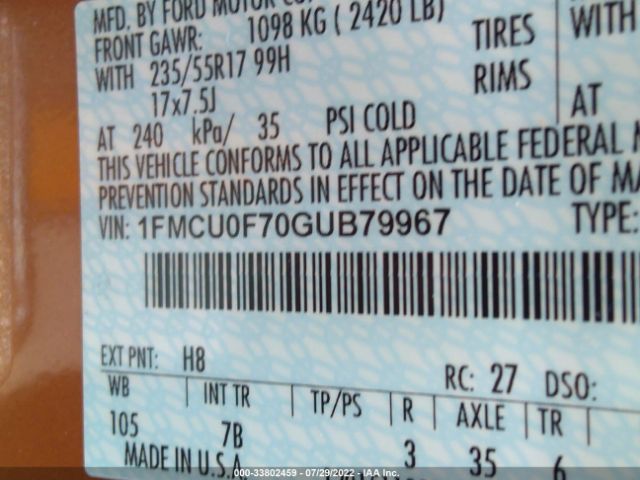 MFD. BY FORD MOTOR
FRONT GAWR: 1098 KG ( 2420 LB)
WITH 235/55R17 99H TIRES WITH
17x7.5J RIMS
AT 240 kPa/ 35 PSI COLD AT
THIS VEHICLE CONFORMS TO ALL APPLICABLE FEDERAL
PREVENTION STANDARDS IN EFFECT ON THE DATE OF
VIN: 1FMCU0F70GUB79967 TYPE:
EXT PNT: H8 RC: 27 DSO:
WB INT TR TP/PS R AXLE TR
105 7B 3 35 6
MADE IN U.S.A
000-33802459 - 07/29/2022 - IAA Inc.